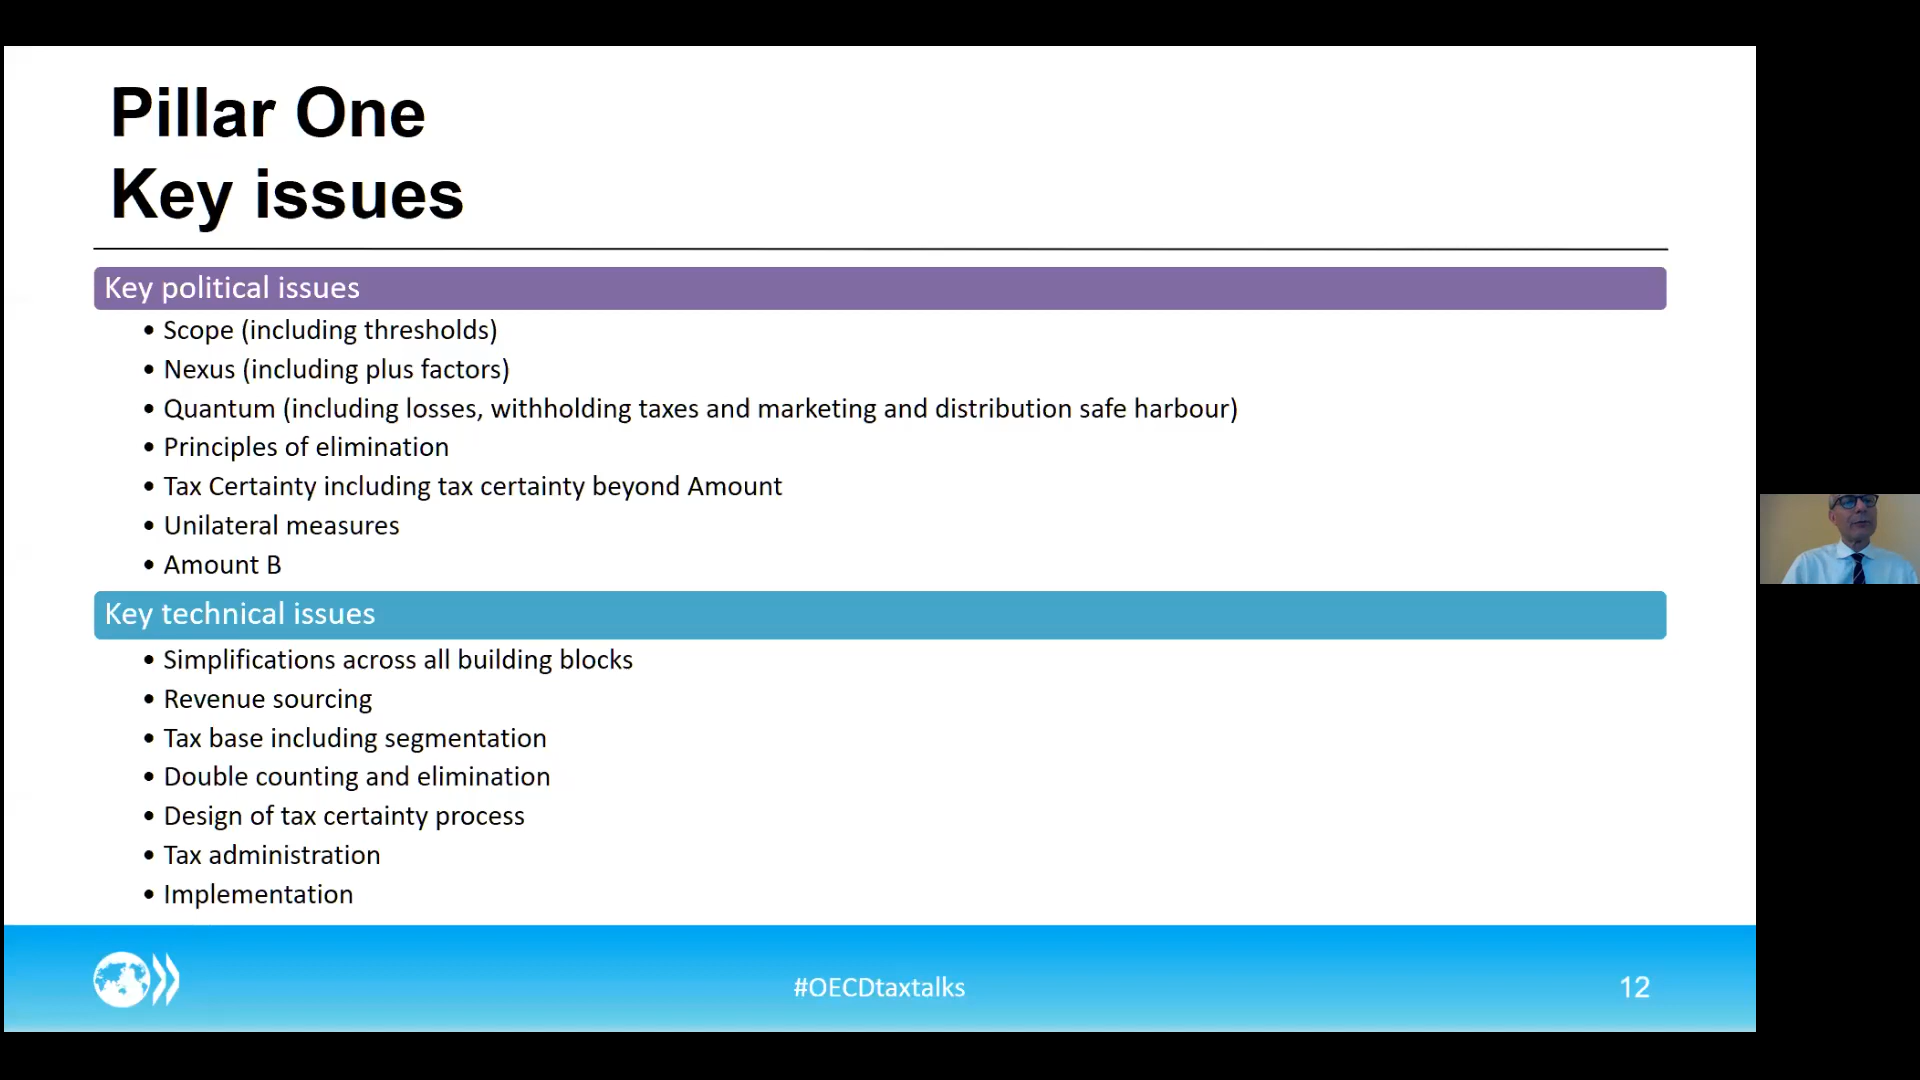 Pillar One
Key issues
Key political issues
• Scope (including thresholds)
• Nexus (including plus factors)
• Quantum (including losses, withholding taxes and marketing and distribution safe harbour)
• Principles of elimination
• Tax Certainty including tax certainty beyond Amount
• Unilateral measures
• Amount B
Key technical issues
• Simplifications across all building blocks
• Revenue sourcing
• Tax base including segmentation
• Double counting and elimination
• Design of tax certainty process
• Tax administration
• Implementation
#OECDtaxtalks
12